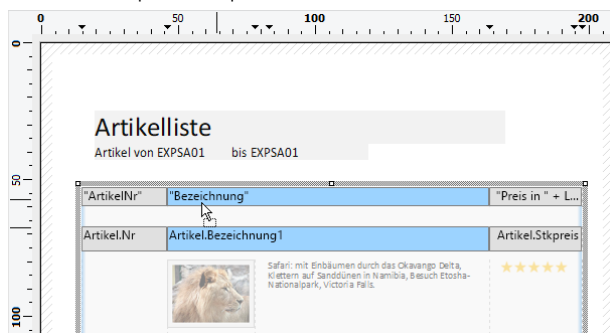 0 50 100 150 200
0
Artikelliste
Artikel von EXPSA01 bis EXPSA01
50
"ArtikelNr" "Bezeichnung" "Preis in " + L...
Artikel.Nr Artikel.Bezeichnung1 Artikel.Stkpreis
Safari: mit Einbäumen durch das Okavango Delta,
Klettern auf Sanddünen in Namibia, Besuch Etosha-
Nationalpark, Victoria Falls.
100